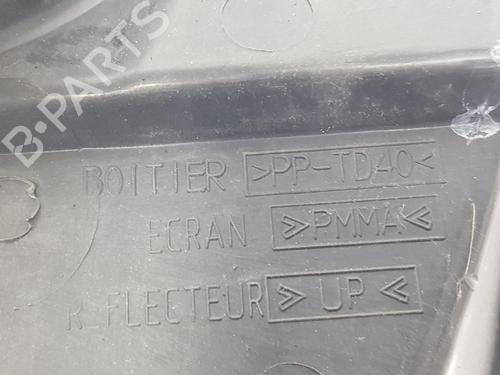 B-PARTS
BOITIER >PP-TD40<
ECRAN >PMMA<
REFLECTEUR >UP<